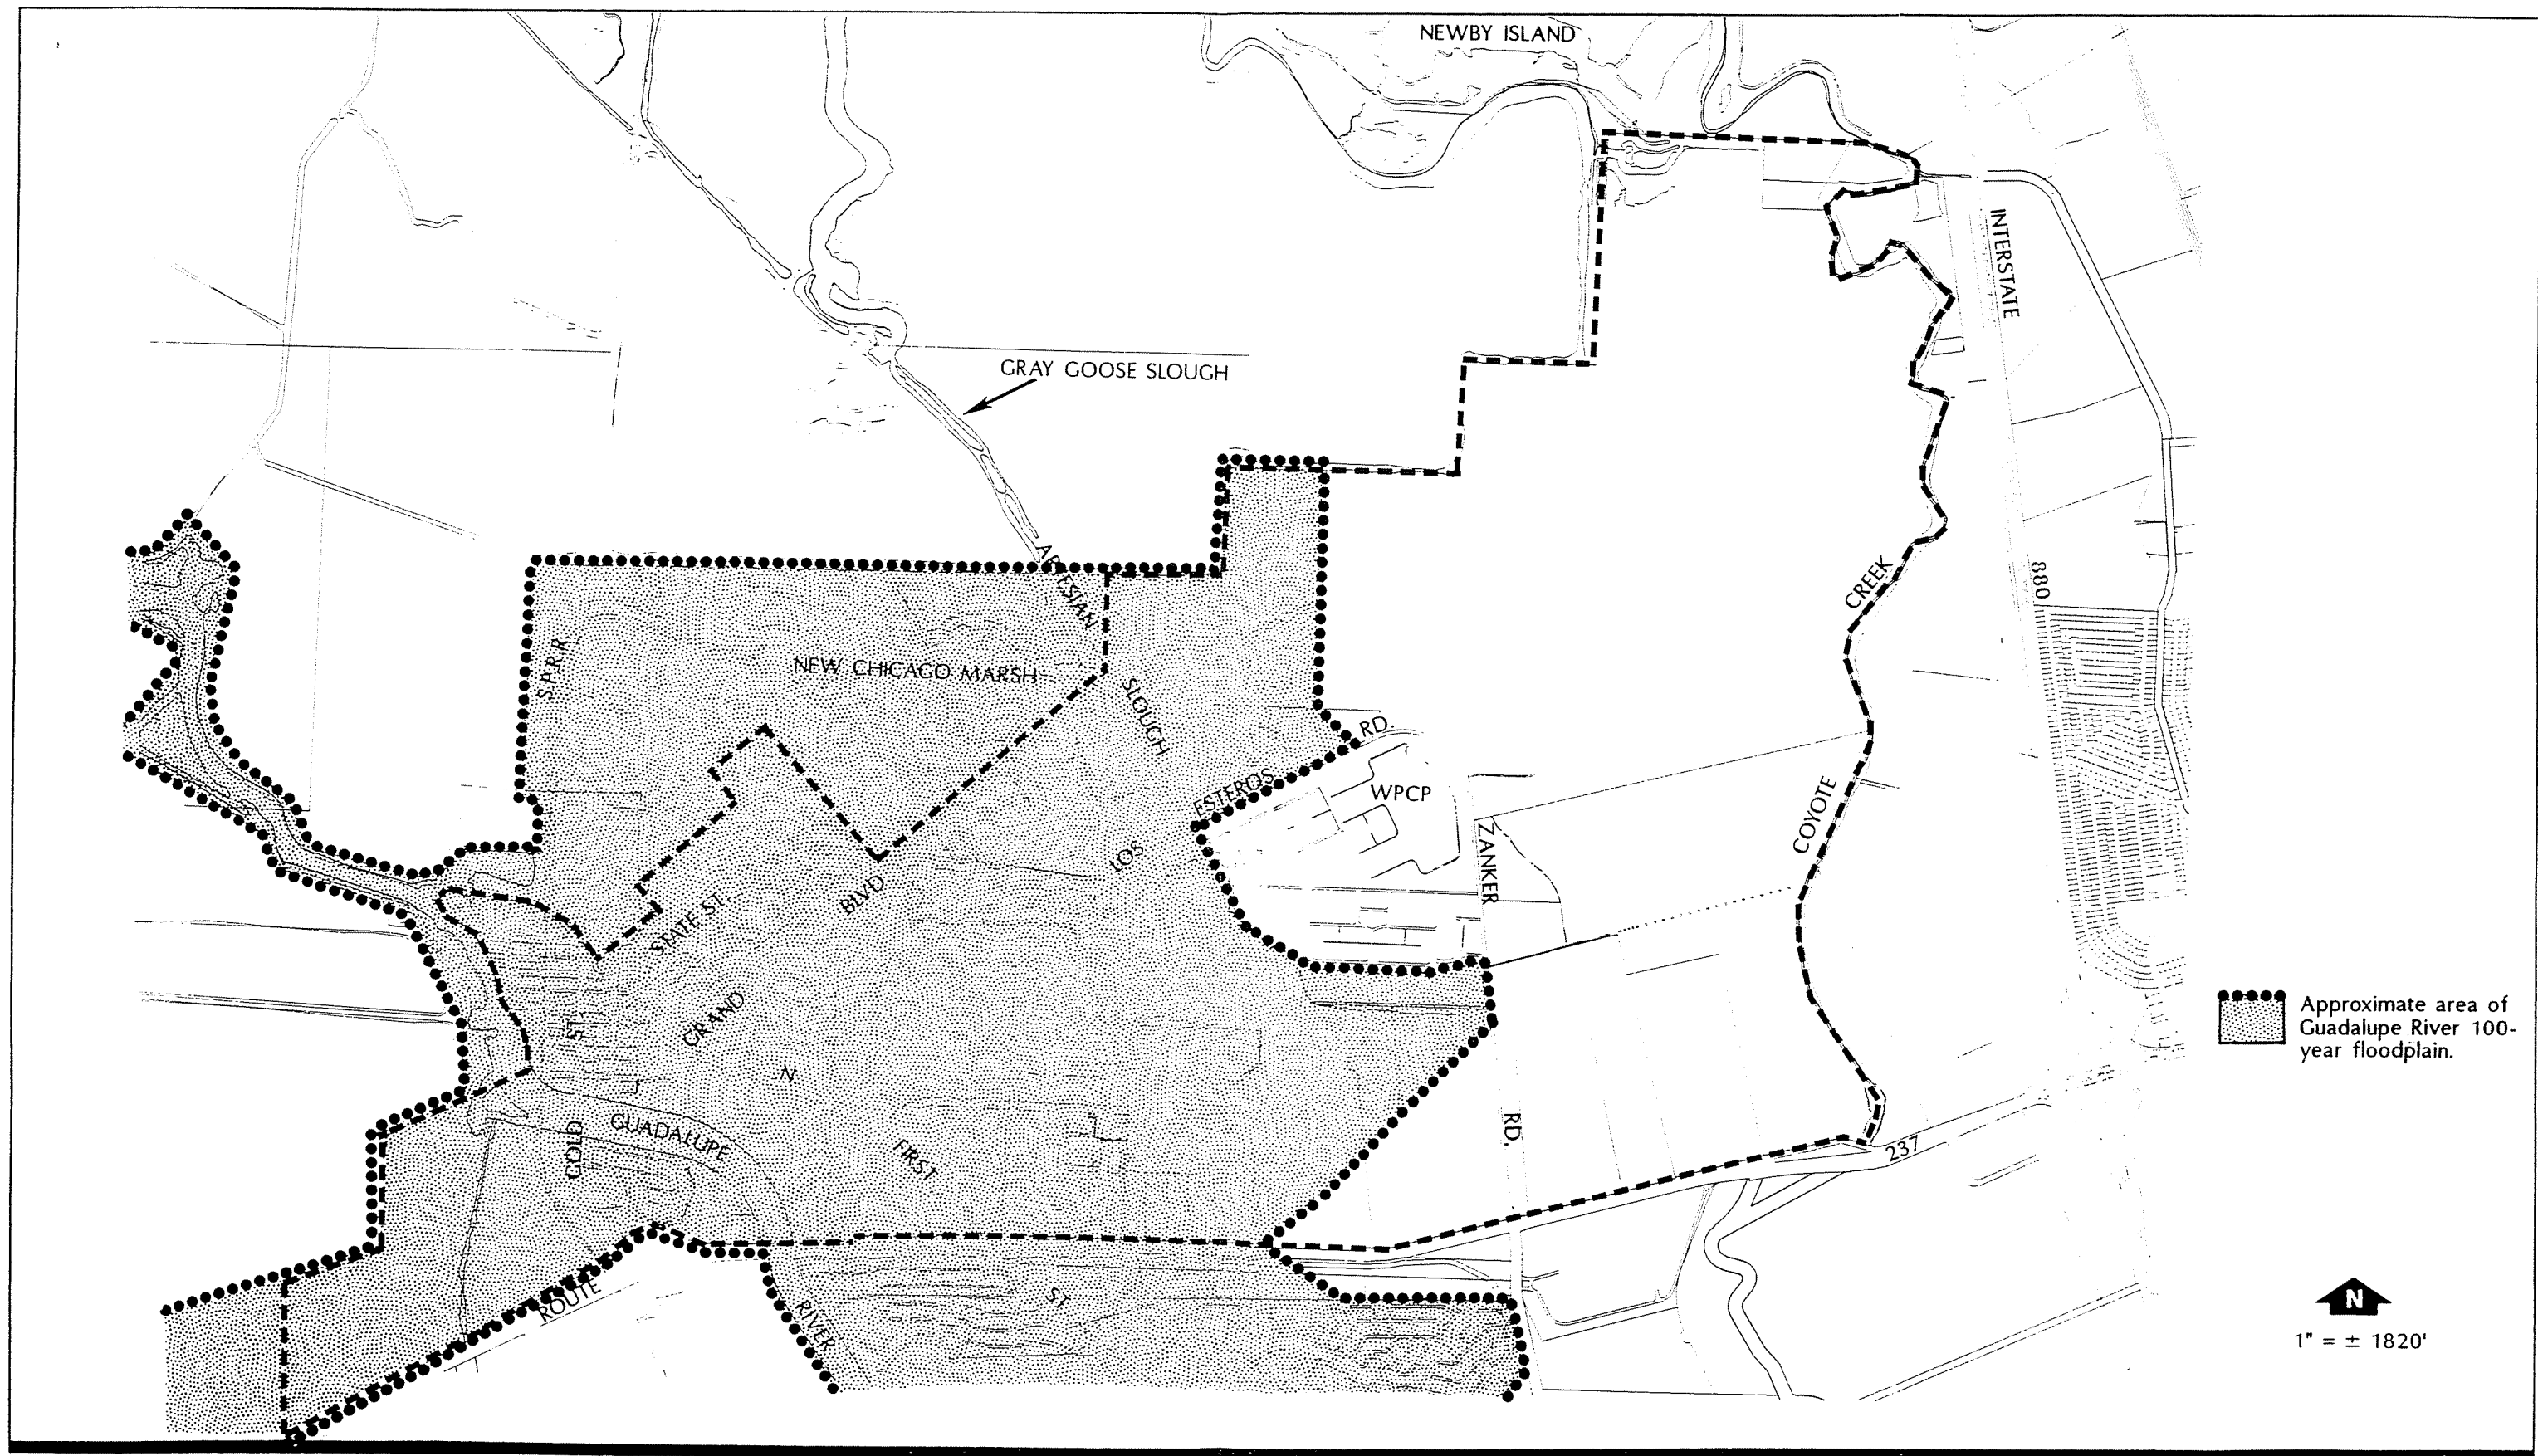 NEWBY ISLAND
INTERSTATE
GRAY GOOSE SLOUGH
ARTESIAN
880
CREEK
S.P.R.R.
NEW CHICAGO MARSH
SLOUGH
RD.
ESTEROS
WPCP
COYOTE
ZANKER
LOS
BLVD
STATE ST.
GRAND
ST.
N
Approximate area of
Guadalupe River 100-
year floodplain.
GUADALUPE
GOLD
FIRST
RD.
237
ROUTE
RIVER
ST.
N
1" = ± 1820'